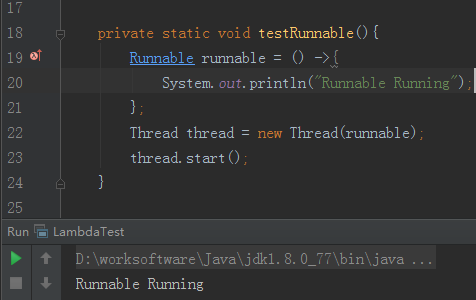 17
18 private static void testRunnable(){
19 Runnable runnable = () ->{
20 System.out.println("Runnable Running");
21 };
22 Thread thread = new Thread(runnable);
23 thread.start();
24 }
25
Run LambdaTest
D:\worksoftware\Java\jdk1.8.0_77\bin\java ...
Runnable Running